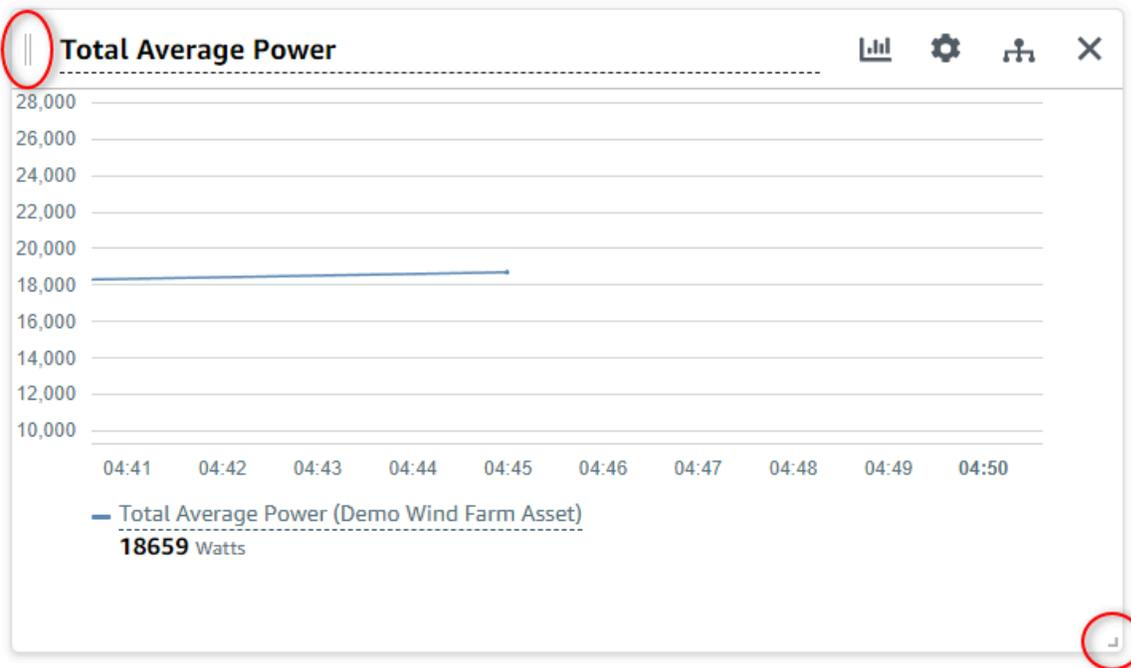 Total Average Power
28,000
26,000
24,000
22,000
20,000
18,000
16,000
14,000
12,000
10,000
04:41 04:42 04:43 04:44 04:45 04:46 04:47 04:48 04:49 04:50
Total Average Power (Demo Wind Farm Asset)
18659 Watts